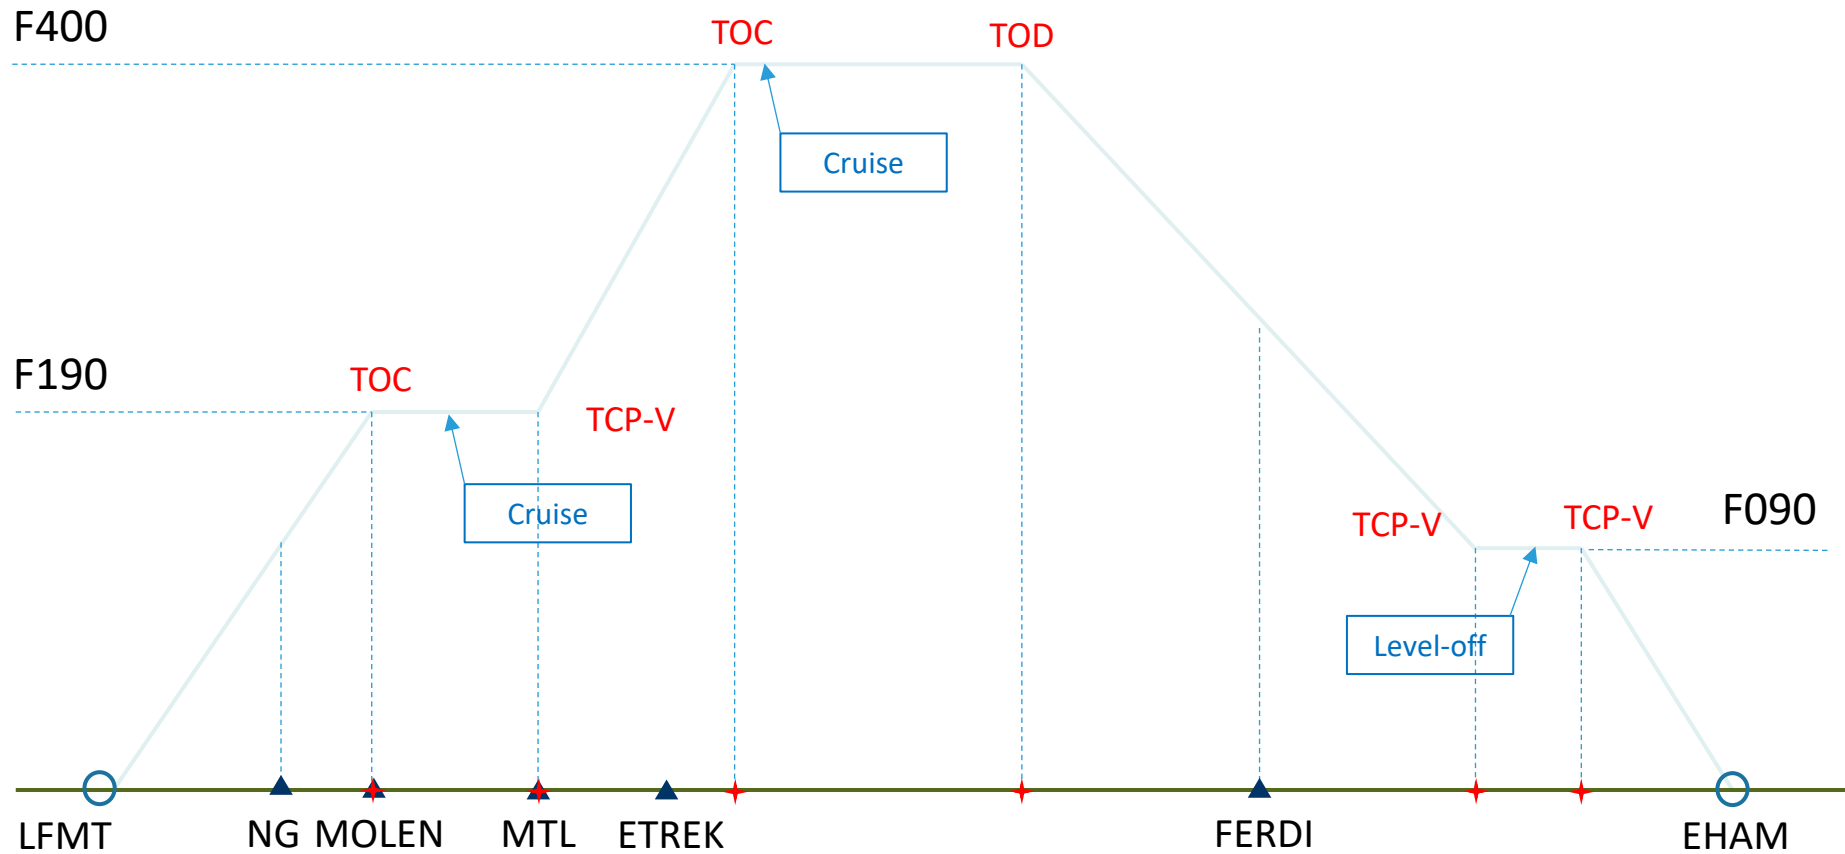 F400
TOC
TOD
Cruise
F190
TOC
TCP-V
Cruise
TCP-V
TCP-V
F090
Level-off
LFMT
NG
MOLEN
MTL
ETREK
FERDI
EHAM